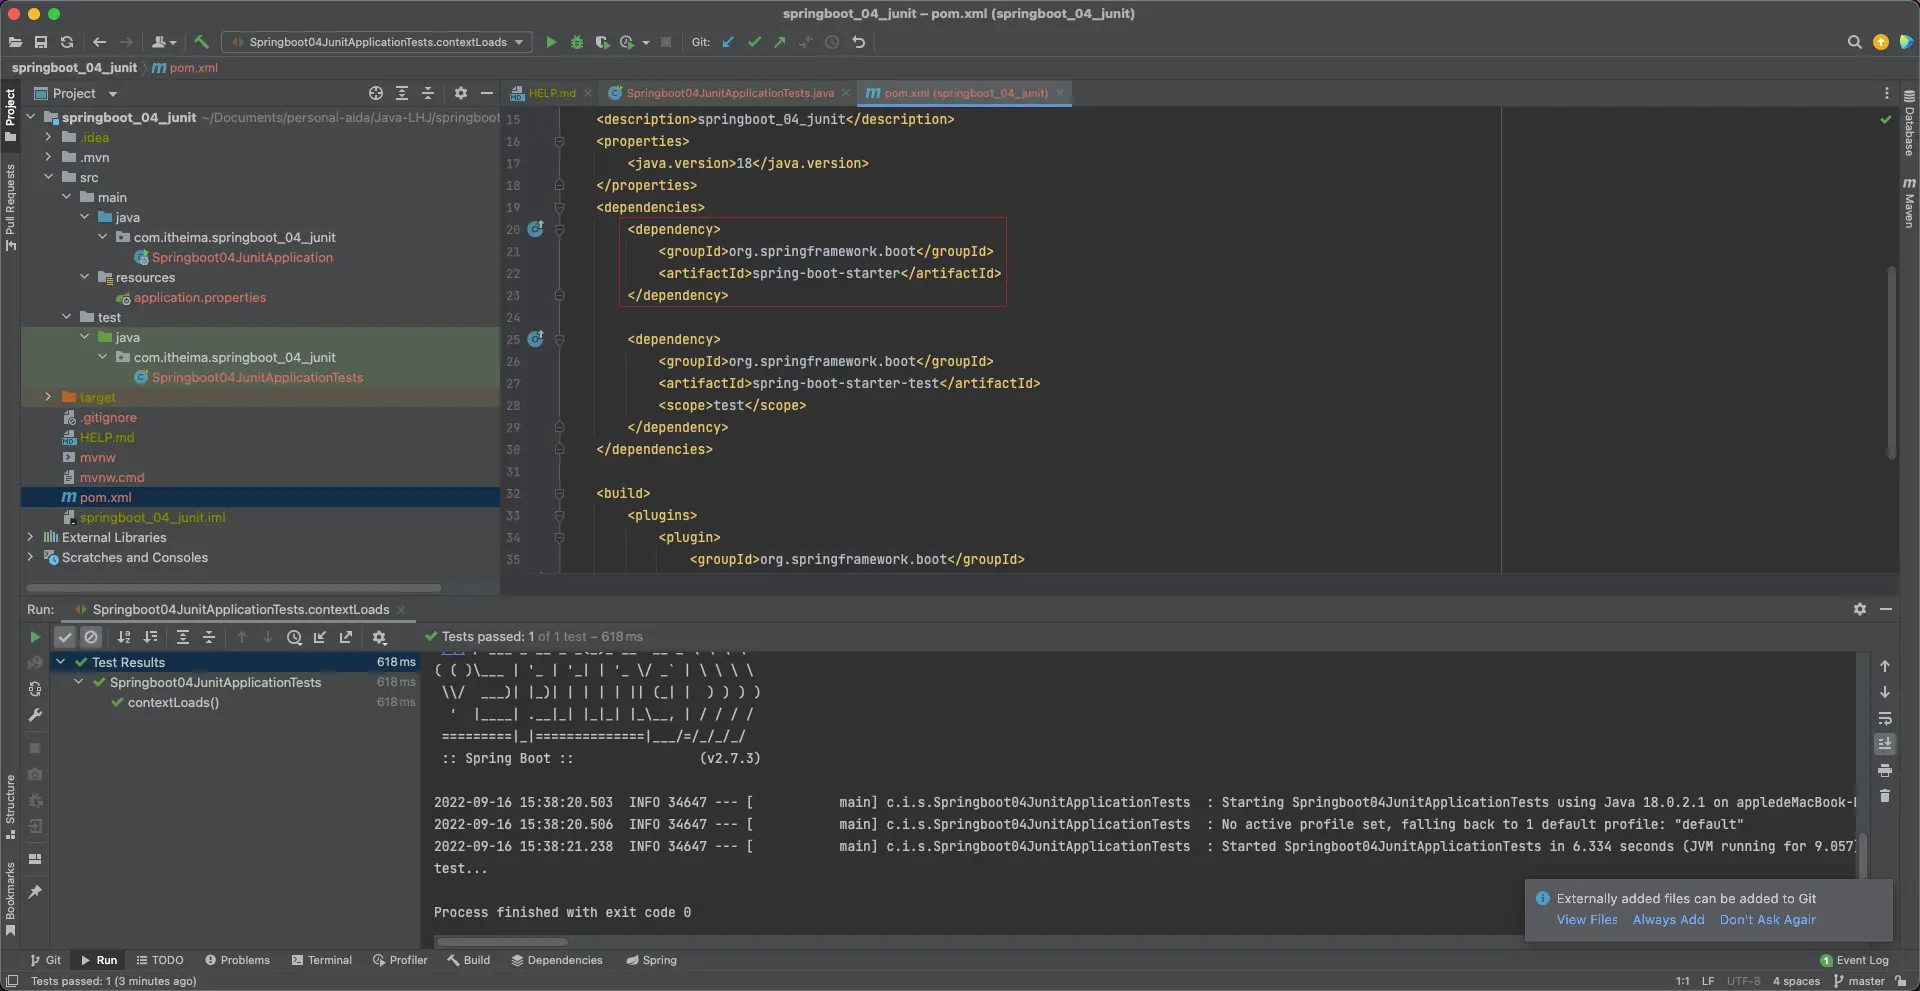 springboot_04_junit – pom.xml (springboot_04_junit)
Springboot04JunitApplicationTests.contextLoads
Git:
springboot_04_junit
pom.xml
Project
Project
HELP.md
Springboot04JunitApplicationTests.java
pom.xml (springboot_04_junit)
Pull Requests
Structure
Bookmarks
Database
Maven
springboot_04_junit ~/Documents/personal-aida/Java-LHJ/springboot
.idea
.mvn
src
main
java
com.itheima.springboot_04_junit
Springboot04JunitApplication
resources
application.properties
test
java
com.itheima.springboot_04_junit
Springboot04JunitApplicationTests
target
.gitignore
HELP.md
mvnw
mvnw.cmd
pom.xml
springboot_04_junit.iml
External Libraries
Scratches and Consoles
15 <description>springboot_04_junit</description>
16 <properties>
17 <java.version>18</java.version>
18 </properties>
19 <dependencies>
20 <dependency>
21 <groupId>org.springframework.boot</groupId>
22 <artifactId>spring-boot-starter</artifactId>
23 </dependency>
24
25 <dependency>
26 <groupId>org.springframework.boot</groupId>
27 <artifactId>spring-boot-starter-test</artifactId>
28 <scope>test</scope>
29 </dependency>
30 </dependencies>
31
32 <build>
33 <plugins>
34 <plugin>
35 <groupId>org.springframework.boot</groupId>
Run: Springboot04JunitApplicationTests.contextLoads
Tests passed: 1 of 1 test – 618 ms
Test Results 618 ms
Springboot04JunitApplicationTests 618 ms
contextLoads() 618 ms
( ( )\___ | '_ | '_| | '_ \/ _` | \ \ \ \
\\/  ___)| |_)| | | | | || (_| |  ) ) ) )
'  |____| .__|_| |_|_| |_\__, | / / / /
=========|_|==============|___/=/_/_/_/
:: Spring Boot :: (v2.7.3)
2022-09-16 15:38:20.503 INFO 34647 --- [ main] c.i.s.Springboot04JunitApplicationTests : Starting Springboot04JunitApplicationTests using Java 18.0.2.1 on appledeMacBook-
2022-09-16 15:38:20.506 INFO 34647 --- [ main] c.i.s.Springboot04JunitApplicationTests : No active profile set, falling back to 1 default profile: "default"
2022-09-16 15:38:21.238 INFO 34647 --- [ main] c.i.s.Springboot04JunitApplicationTests : Started Springboot04JunitApplicationTests in 6.334 seconds (JVM running for 9.057)
test...
Process finished with exit code 0
Externally added files can be added to Git
View Files Always Add Don't Ask Again
Git Run TODO Problems Terminal Profiler Build Dependencies Spring
1 Event Log
Tests passed: 1 (3 minutes ago)
1:1 LF UTF-8 4 spaces master